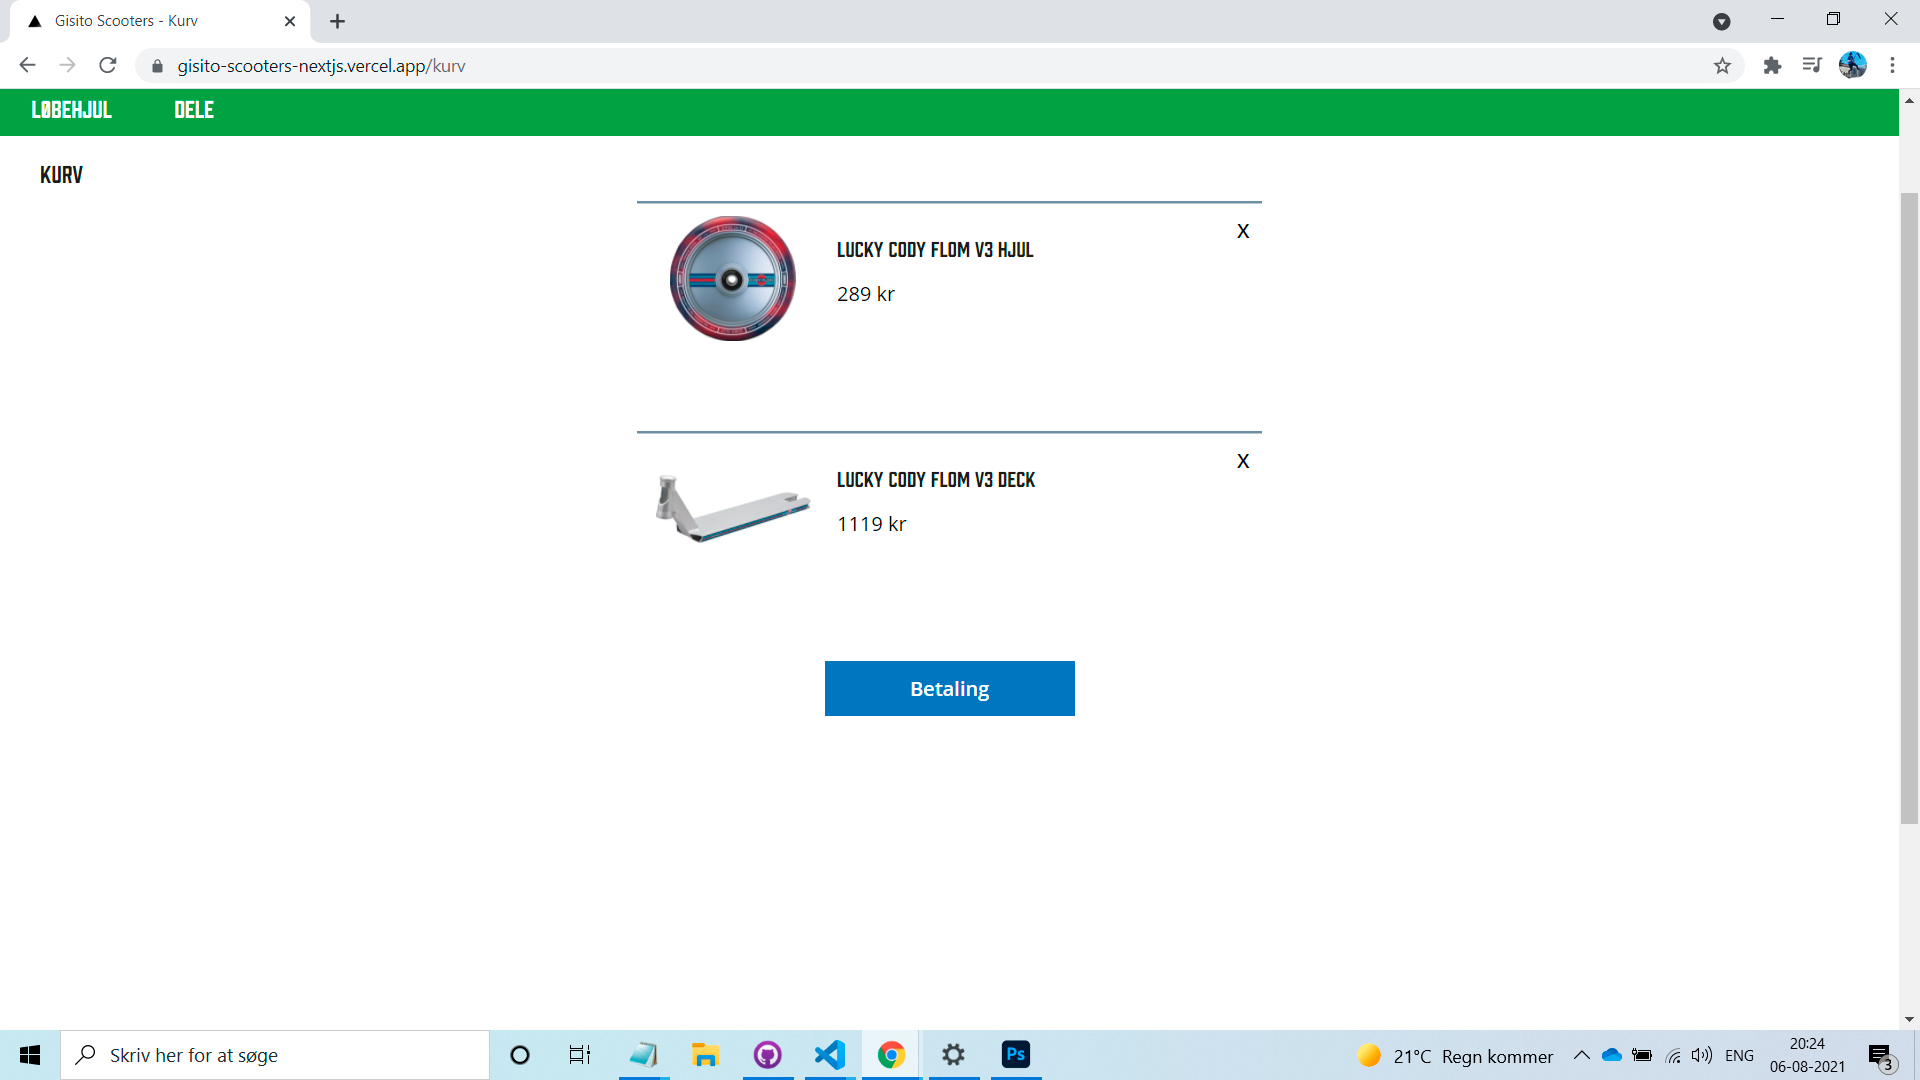 Gisito Scooters - Kurv
gisito-scooters-nextjs.vercel.app/kurv
LØBEHJUL DELE
KURV
X
LUCKY CODY FLOM V3 HJUL
289 kr
X
LUCKY CODY FLOM V3 DECK
1119 kr
Betaling
Skriv her for at søge
Ps
21°C Regn kommer
ENG
20:24
06-08-2021
3